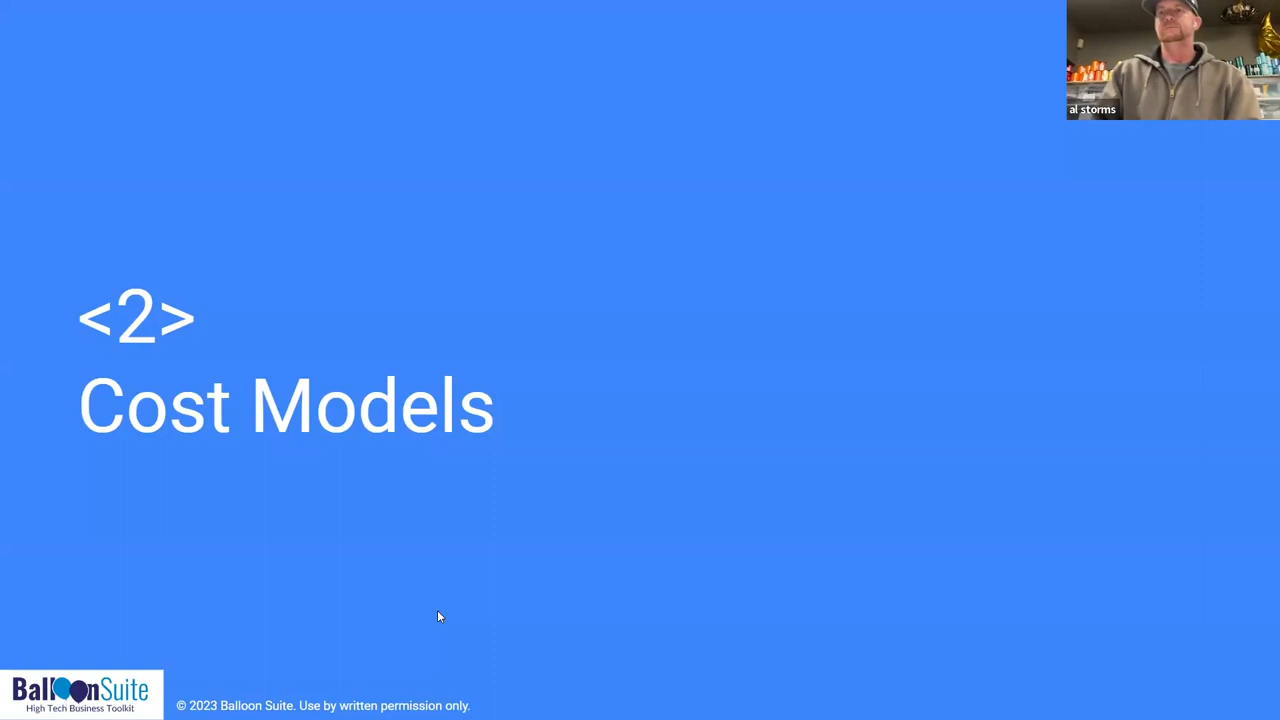 al storms
<2>
Cost Models
BalloonSuite
High Tech Business Toolkit
© 2023 Balloon Suite. Use by written permission only.